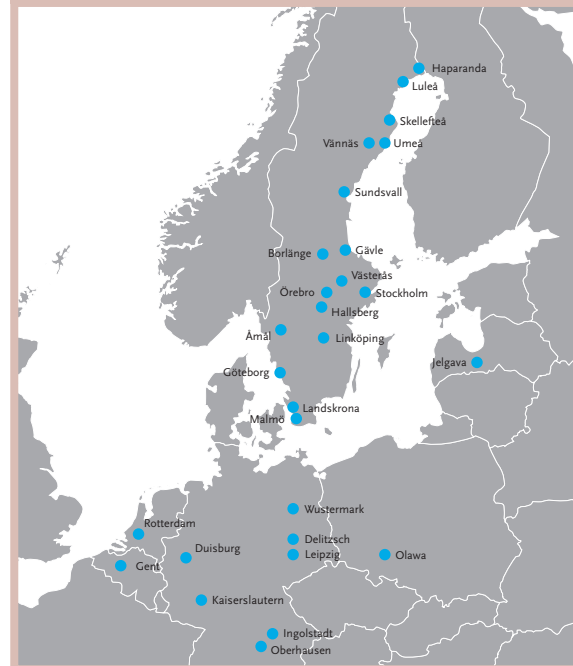 Haparanda
Luleå
Skellefteå
Vännäs
Umeå
Sundsvall
Gävle
Borlänge
Västerås
Örebro
Stockholm
Hallsberg
Åmål
Linköping
Jelgava
Göteborg
Landskrona
Malmö
Wustermark
Rotterdam
Delitzsch
Duisburg
Leipzig
Olawa
Gent
Kaiserslautern
Ingolstadt
Oberhausen